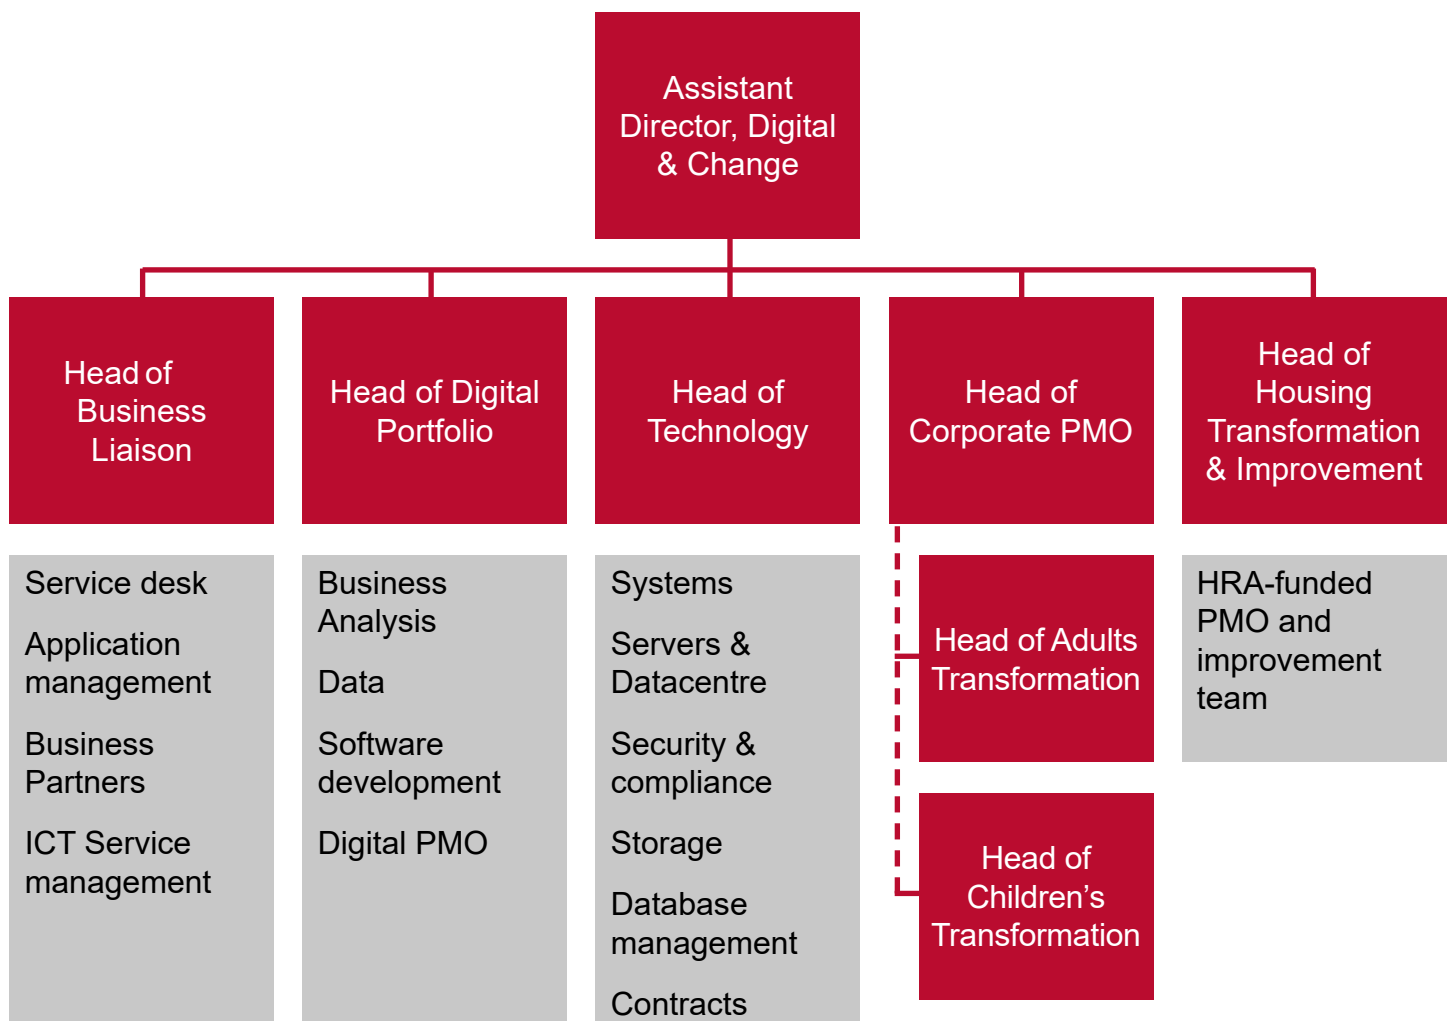 Assistant
Director, Digital
& Change
Head of
Business
Liaison
Head of Digital
Portfolio
Head of
Technology
Head of
Corporate PMO
Head of
Housing
Transformation
& Improvement
Service desk
Application
management
Business
Partners
ICT Service
management
Business
Analysis
Data
Software
development
Digital PMO
Systems
Servers &
Datacentre
Security &
compliance
Storage
Database
management
Contracts
Head of Adults
Transformation
Head of
Children’s
Transformation
HRA-funded
PMO and
improvement
team